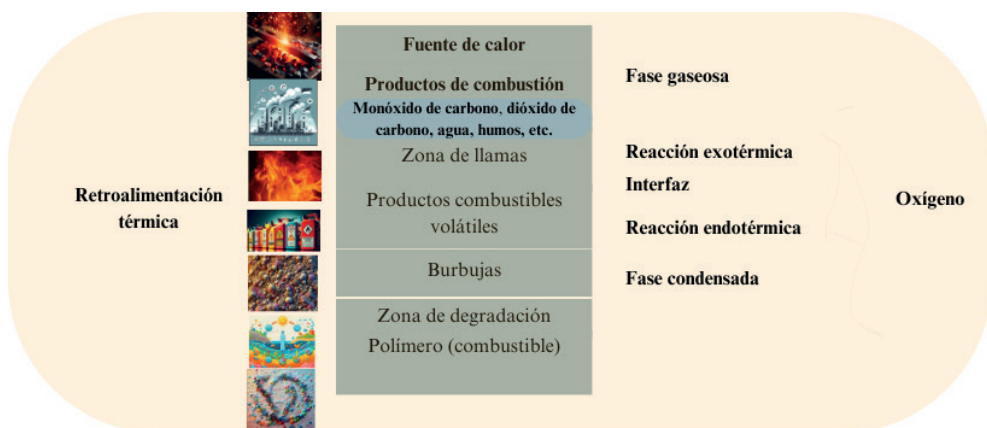 Retroalimentación
térmica
Fuente de calor
Productos de combustión
Monóxido de carbono, dióxido de
carbono, agua, humos, etc.
Zona de llamas
Productos combustibles
volátiles
Burbujas
Zona de degradación
Polímero (combustible)
Fase gaseosa
Reacción exotérmica
Interfaz
Reacción endotérmica
Fase condensada
Oxígeno